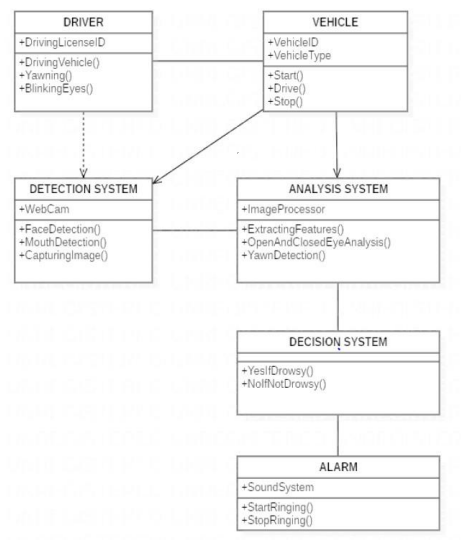 DRIVER
+DrivingLicenseID
+DrivingVehicle()
+Yawning()
+BlinkingEyes()
VEHICLE
+VehicleID
+VehicleType
+Start()
+Drive()
+Stop()
DETECTION SYSTEM
+WebCam
+FaceDetection()
+MouthDetection()
+CapturingImage()
ANALYSIS SYSTEM
+ImageProcessor
+ExtractingFeatures()
+OpenAndClosedEyeAnalysis()
+YawnDetection()
DECISION SYSTEM
+YesIfDrowsy()
+NoIfNotDrowsy()
ALARM
+SoundSystem
+StartRinging()
+StopRinging()